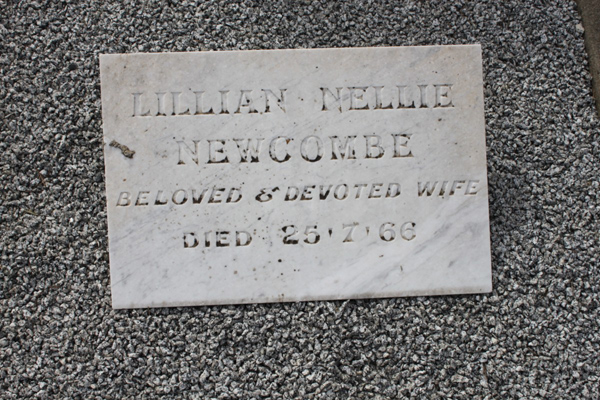 LILLIAN NELLIE
NEWCOMBE
BELOVED & DEVOTED WIFE
DIED 25'7'66